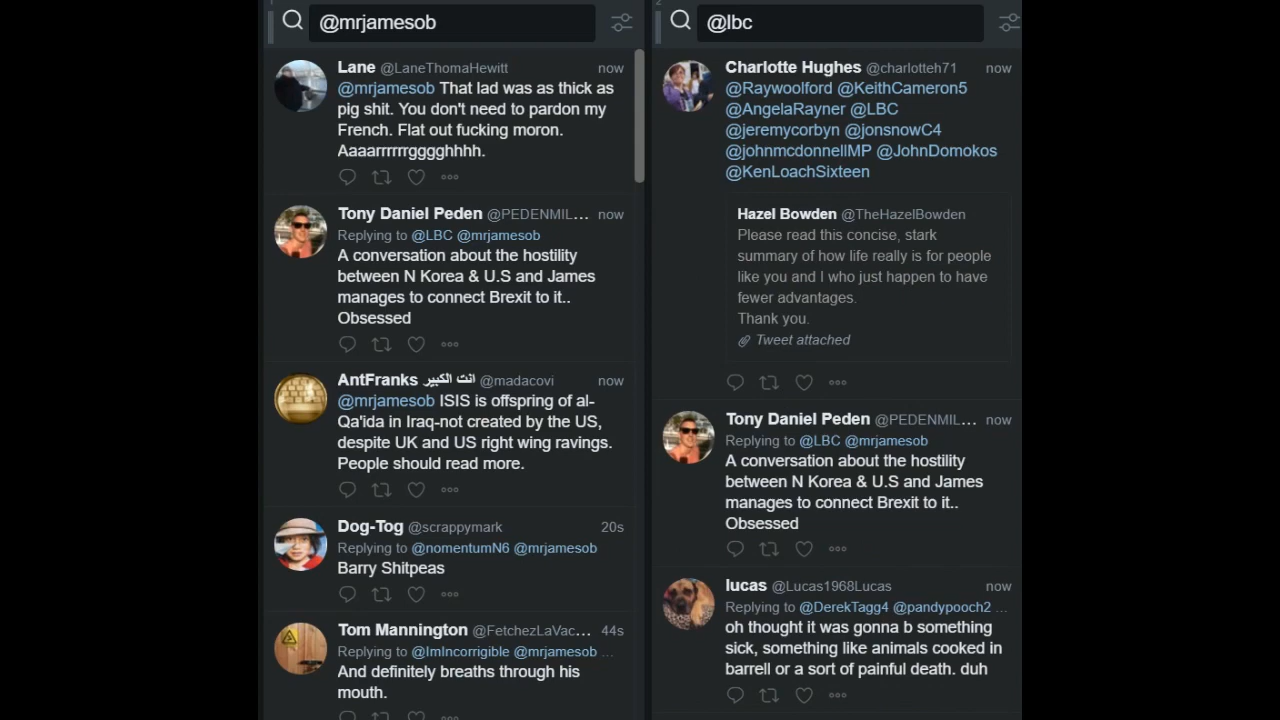 1
@mrjamesob
Lane @LaneThomaHewitt now
@mrjamesob That lad was as thick as
pig shit. You don't need to pardon my
French. Flat out fucking moron.
Aaaarrrrrrgggghhhh.
Tony Daniel Peden @PEDENMIL... now
Replying to @LBC @mrjamesob
A conversation about the hostility
between N Korea & U.S and James
manages to connect Brexit to it..
Obsessed
AntFranks انت الكبير @madacovi now
@mrjamesob ISIS is offspring of al-
Qa'ida in Iraq-not created by the US,
despite UK and US right wing ravings.
People should read more.
Dog-Tog @scrappymark 20s
Replying to @nomentumN6 @mrjamesob
Barry Shitpeas
Tom Mannington @FetchezLaVac... 44s
Replying to @ImIncorrigible @mrjamesob ...
And definitely breaths through his
mouth.
2
@lbc
Charlotte Hughes @charlotteh71 now
@Raywoolford @KeithCameron5
@AngelaRayner @LBC
@jeremycorbyn @jonsnowC4
@johnmcdonnellMP @JohnDomokos
@KenLoachSixteen
Hazel Bowden @TheHazelBowden
Please read this concise, stark
summary of how life really is for people
like you and I who just happen to have
fewer advantages.
Thank you.
Tweet attached
Tony Daniel Peden @PEDENMIL... now
Replying to @LBC @mrjamesob
A conversation about the hostility
between N Korea & U.S and James
manages to connect Brexit to it..
Obsessed
lucas @Lucas1968Lucas now
Replying to @DerekTagg4 @pandypooch2 ...
oh thought it was gonna b something
sick, something like animals cooked in
barrell or a sort of painful death. duh